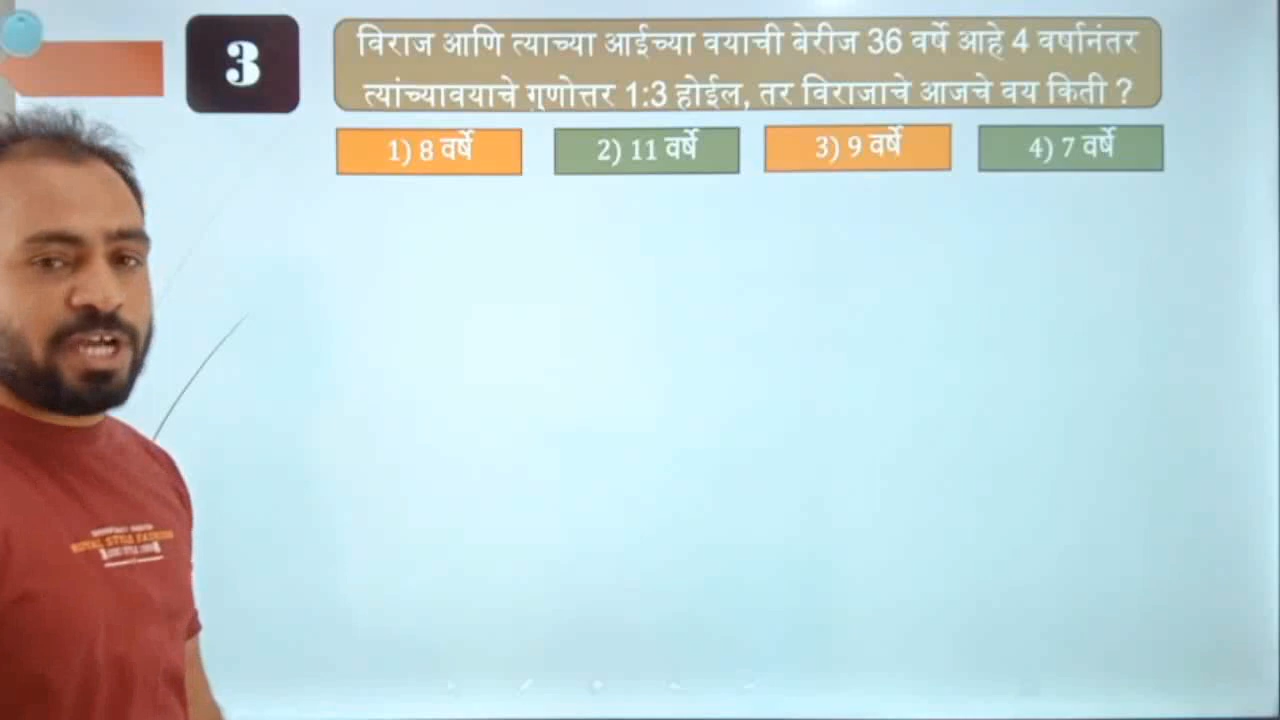 3
विराज आणि त्याच्या आईच्या वयाची बेरीज 36 वर्षे आहे 4 वर्षानंतर
त्यांच्यावयाचे गुणोत्तर 1:3 होईल, तर विराजाचे आजचे वय किती ?
1) 8 वर्षे
2) 11 वर्षे
3) 9 वर्षे
4) 7 वर्षे